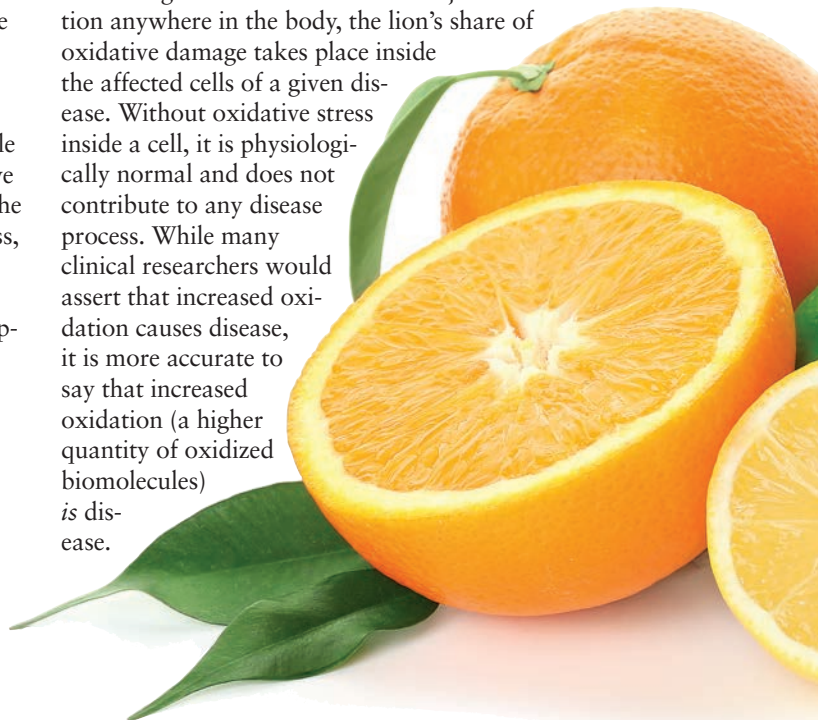 tion anywhere in the body, the lion's share of
oxidative damage takes place inside
the affected cells of a given dis-
ease. Without oxidative stress
inside a cell, it is physiologi-
cally normal and does not
contribute to any disease
process. While many
clinical researchers would
assert that increased oxi-
dation causes disease,
it is more accurate to
say that increased
oxidation (a higher
quantity of oxidized
biomolecules)
is dis-
ease.